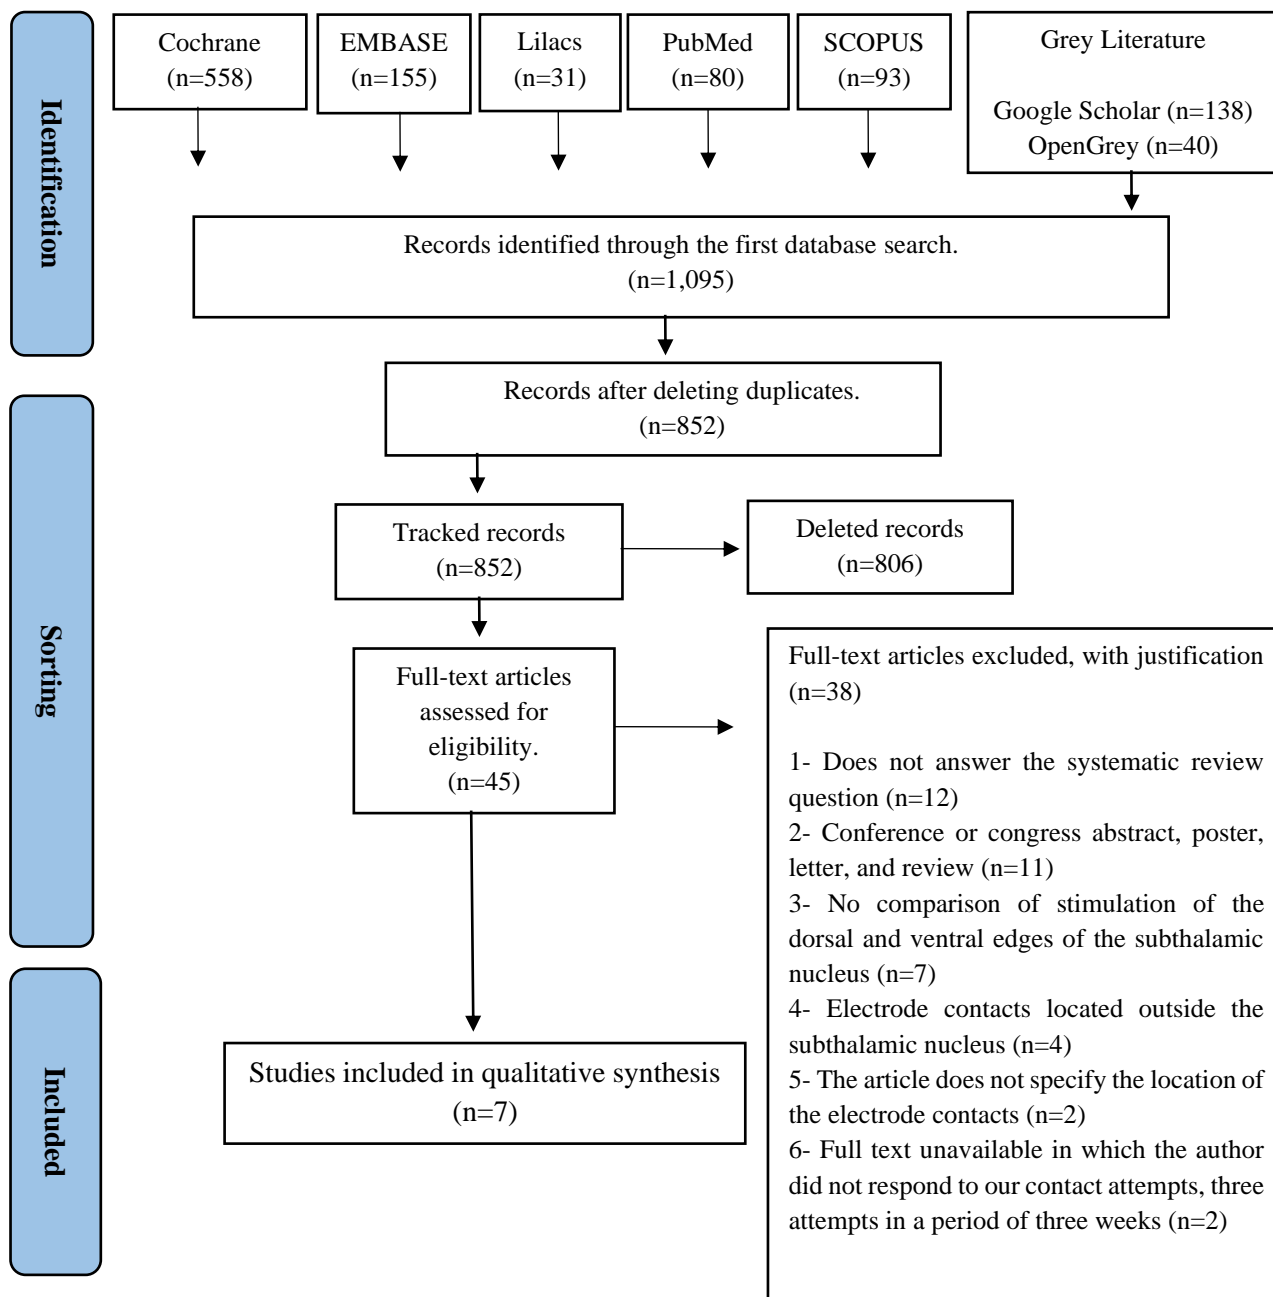 Identification
Cochrane
(n=558)
EMBASE
(n=155)
Lilacs
(n=31)
PubMed
(n=80)
SCOPUS
(n=93)
Grey Literature
Google Scholar (n=138)
OpenGrey (n=40)
Records identified through the first database search.
(n=1,095)
Records after deleting duplicates.
(n=852)
Sorting
Tracked records
(n=852)
Deleted records
(n=806)
Full-text articles
assessed for
eligibility.
(n=45)
Full-text articles excluded, with justification
(n=38)
1- Does not answer the systematic review
question (n=12)
2- Conference or congress abstract, poster,
letter, and review (n=11)
3- No comparison of stimulation of the
dorsal and ventral edges of the subthalamic
nucleus (n=7)
4- Electrode contacts located outside the
subthalamic nucleus (n=4)
5- The article does not specify the location of
the electrode contacts (n=2)
6- Full text unavailable in which the author
did not respond to our contact attempts, three
attempts in a period of three weeks (n=2)
Included
Studies included in qualitative synthesis
(n=7)